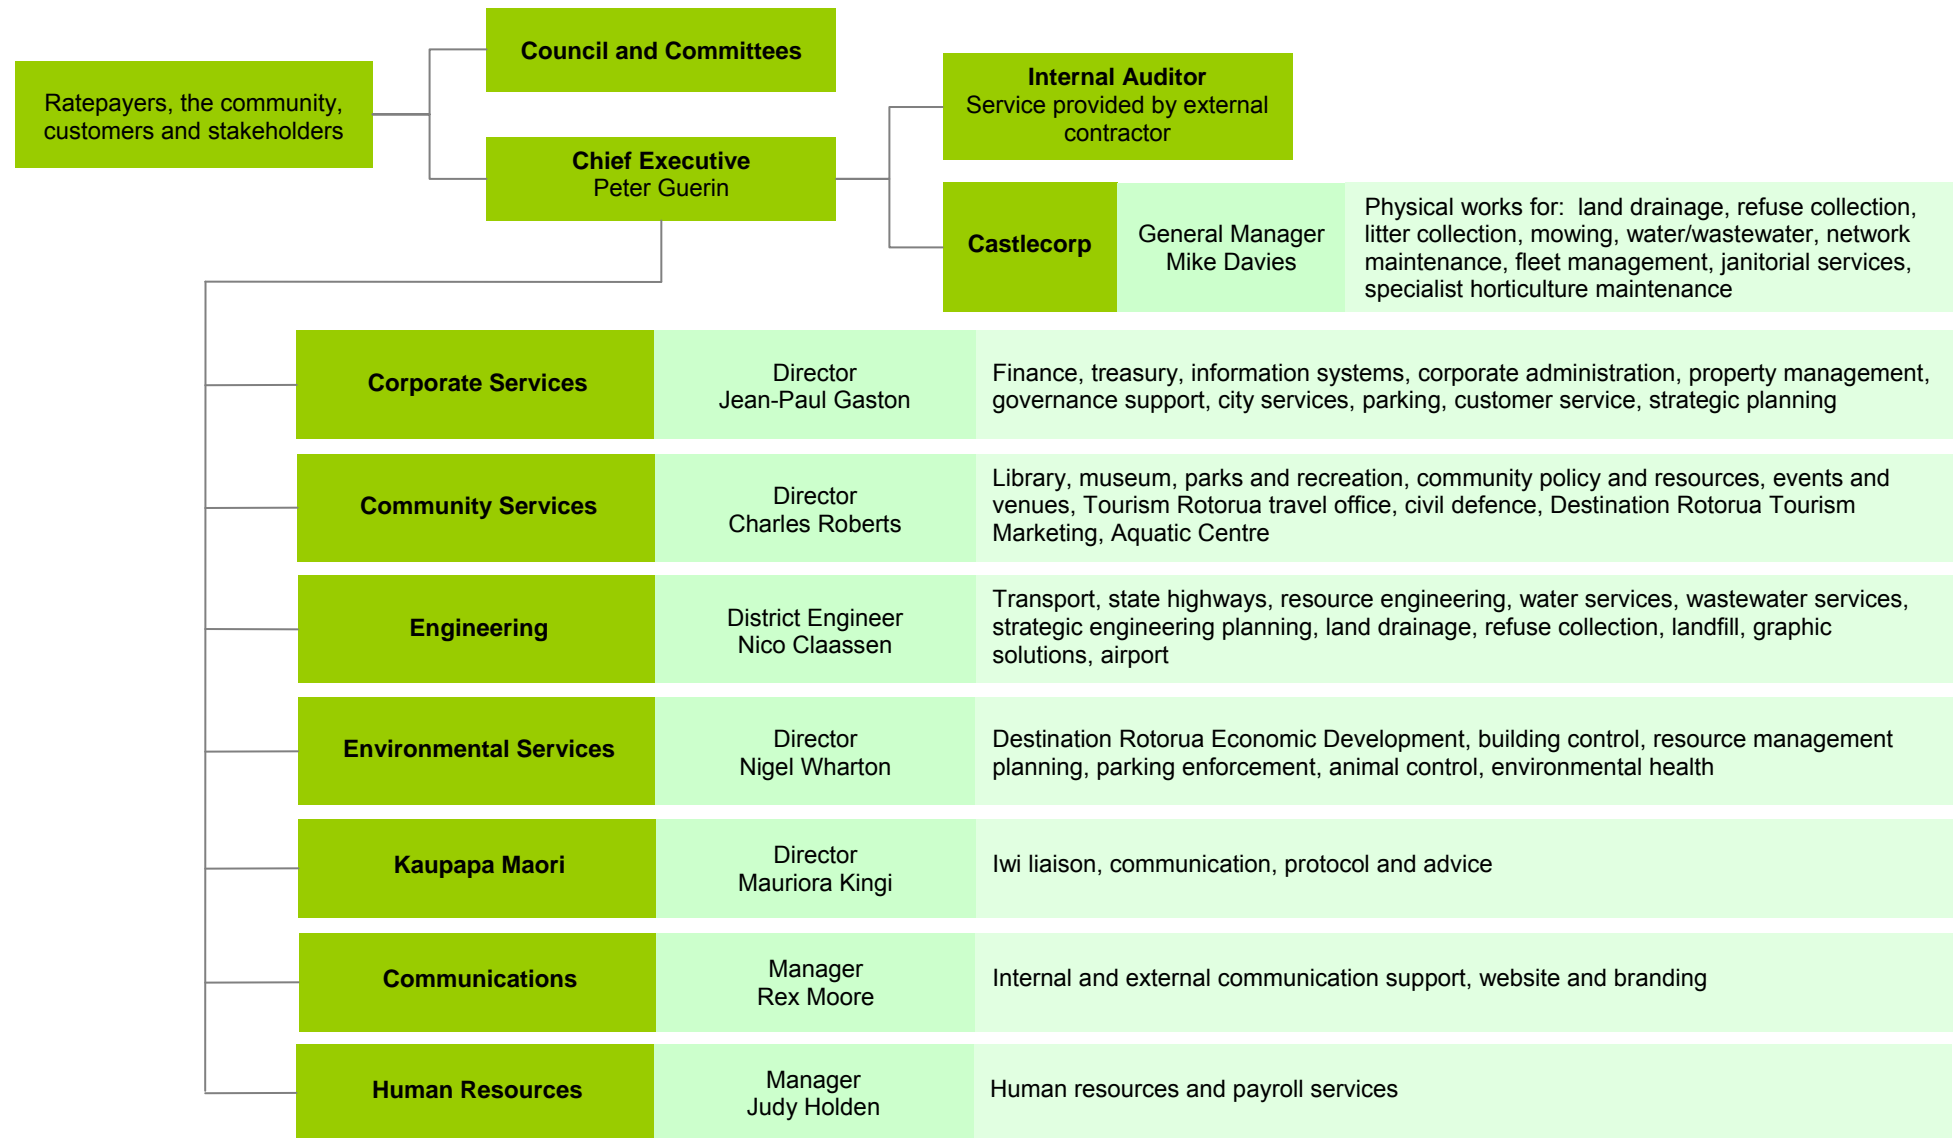 Ratepayers, the community,
customers and stakeholders
Council and Committees
Chief Executive
Peter Guerin
Internal Auditor
Service provided by external
contractor
Castlecorp
General Manager
Mike Davies
Physical works for:  land drainage, refuse collection,
litter collection, mowing, water/wastewater, network
maintenance, fleet management, janitorial services,
specialist horticulture maintenance
Corporate Services
Director
Jean-Paul Gaston
Finance, treasury, information systems, corporate administration, property management,
governance support, city services, parking, customer service, strategic planning
Community Services
Director
Charles Roberts
Library, museum, parks and recreation, community policy and resources, events and
venues, Tourism Rotorua travel office, civil defence, Destination Rotorua Tourism
Marketing, Aquatic Centre
Engineering
District Engineer
Nico Claassen
Transport, state highways, resource engineering, water services, wastewater services,
strategic engineering planning, land drainage, refuse collection, landfill, graphic
solutions, airport
Environmental Services
Director
Nigel Wharton
Destination Rotorua Economic Development, building control, resource management
planning, parking enforcement, animal control, environmental health
Kaupapa Maori
Director
Mauriora Kingi
Iwi liaison, communication, protocol and advice
Communications
Manager
Rex Moore
Internal and external communication support, website and branding
Human Resources
Manager
Judy Holden
Human resources and payroll services